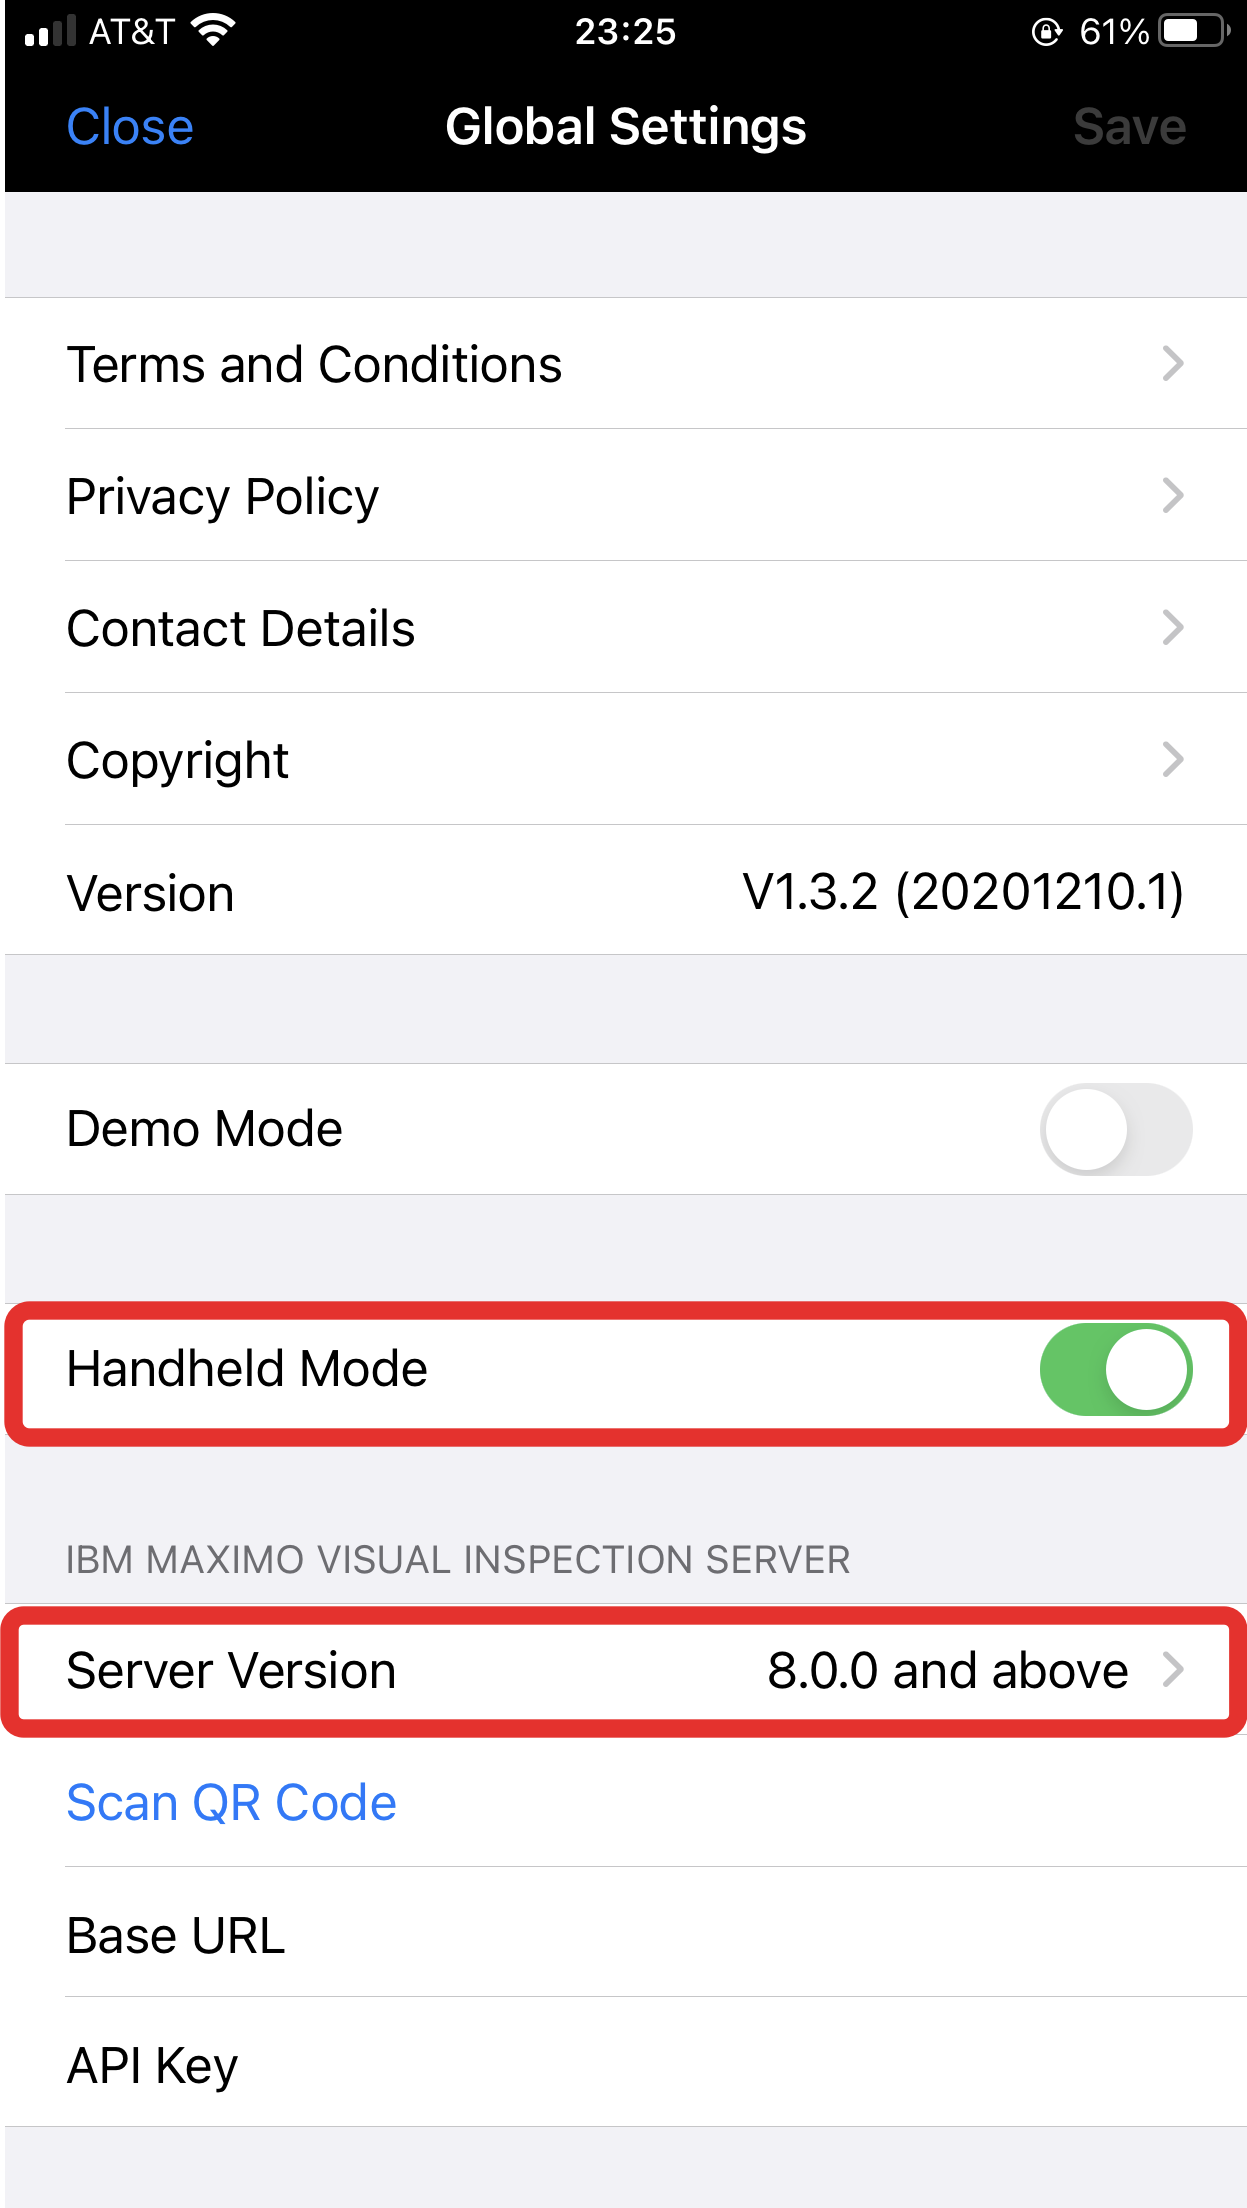 AT&T 23:25 61%
Close Global Settings Save
Terms and Conditions
Privacy Policy
Contact Details
Copyright
Version V1.3.2 (20201210.1)
Demo Mode
Handheld Mode
IBM MAXIMO VISUAL INSPECTION SERVER
Server Version 8.0.0 and above
Scan QR Code
Base URL
API Key